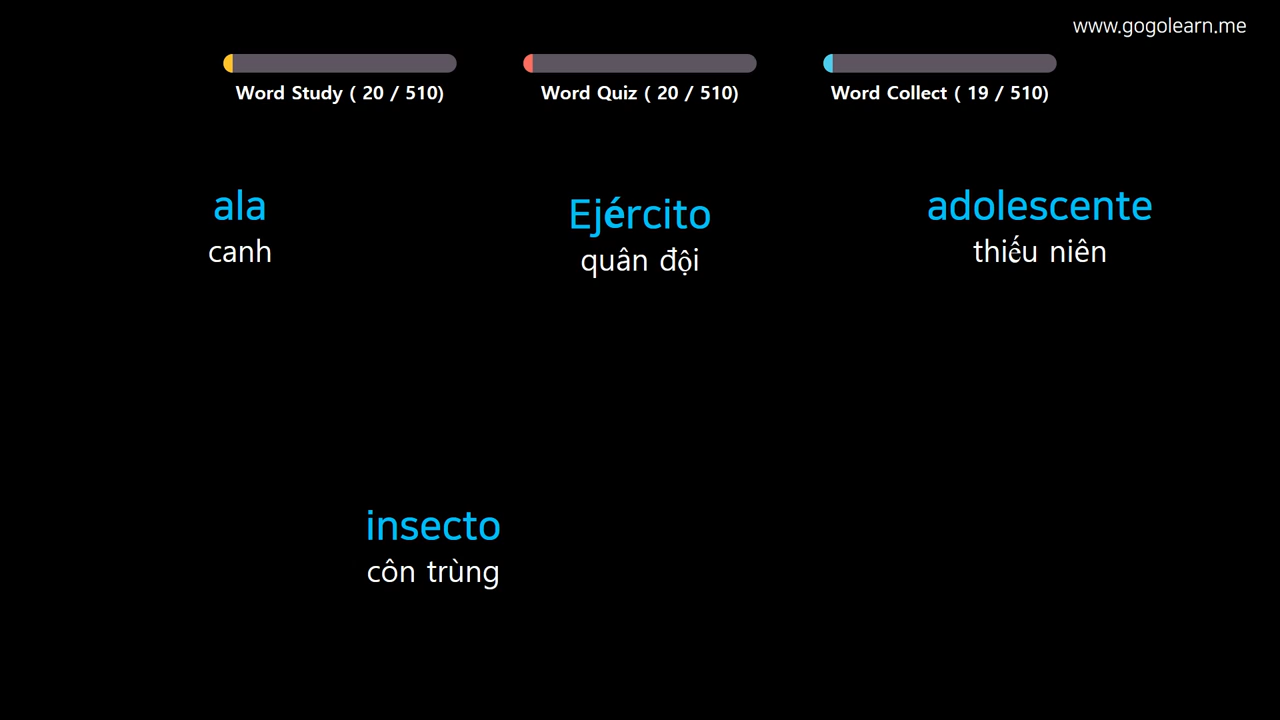 www.gogolearn.me
Word Study ( 20 / 510)
Word Quiz ( 20 / 510)
Word Collect ( 19 / 510)
ala
canh
Ejército
quân đội
adolescente
thiếu niên
insecto
côn trùng